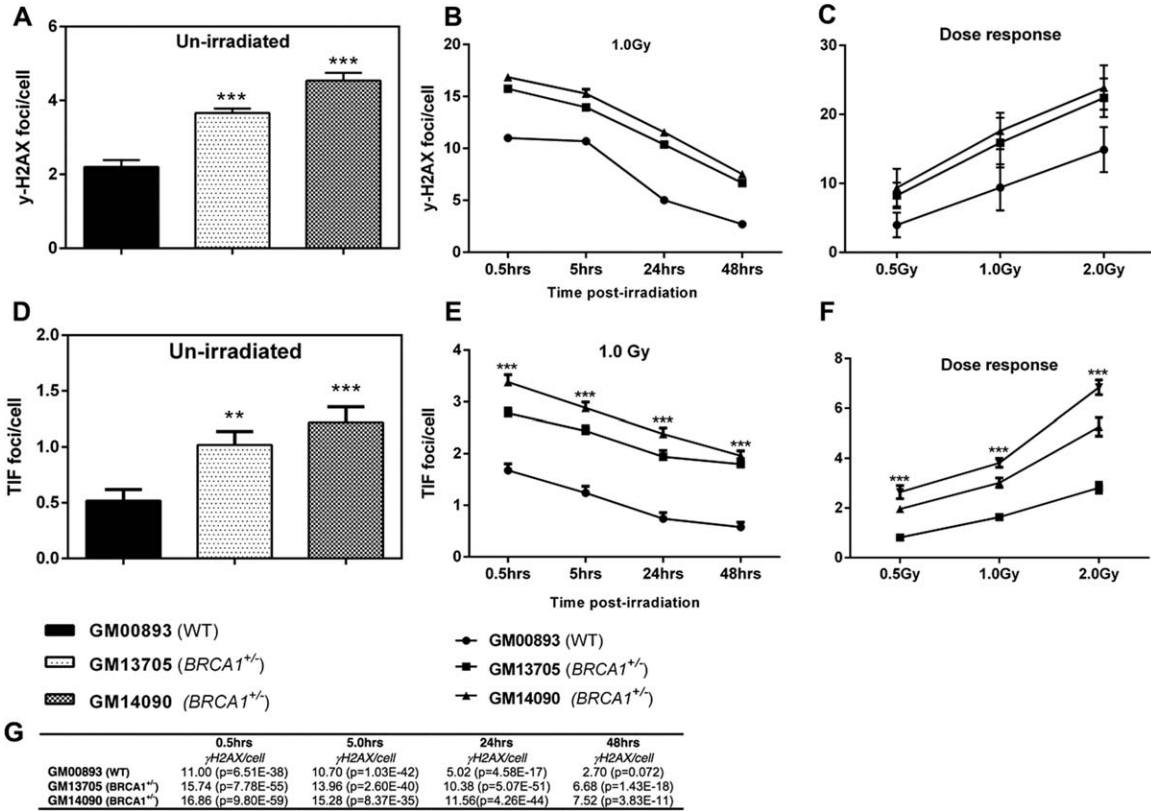 A
Un-irradiated
y-H2AX foci/cell
6
4
2
0
***
***
B
1.0Gy
y-H2AX foci/cell
20
15
10
5
0
0.5hrs 5hrs 24hrs 48hrs
Time post-irradiation
C
Dose response
30
20
10
0
0.5Gy 1.0Gy 2.0Gy
D
Un-irradiated
TIF foci/cell
2.0
1.5
1.0
0.5
0.0
**
***
E
1.0 Gy
TIF foci/cell
4
3
2
1
0
*** *** *** ***
0.5hrs 5hrs 24hrs 48hrs
Time post-irradiation
F
Dose response
8
6
4
2
0
*** *** ***
0.5Gy 1.0Gy 2.0Gy
GM00893 (WT)
GM13705 (BRCA1+/-)
GM14090 (BRCA1+/-)
GM00893 (WT)
GM13705 (BRCA1+/-)
GM14090 (BRCA1+/-)
G
0.5hrs 5.0hrs 24hrs 48hrs
γH2AX/cell γH2AX/cell γH2AX/cell γH2AX/cell
GM00893 (WT) 11.00 (p=6.51E-38) 10.70 (p=1.03E-42) 5.02 (p=4.58E-17) 2.70 (p=0.072)
GM13705 (BRCA1+/-) 15.74 (p=7.78E-55) 13.96 (p=2.60E-40) 10.38 (p=5.07E-51) 6.68 (p=1.43E-18)
GM14090 (BRCA1+/-) 16.86 (p=9.80E-59) 15.28 (p=8.37E-35) 11.56(p=4.26E-44) 7.52 (p=3.83E-11)